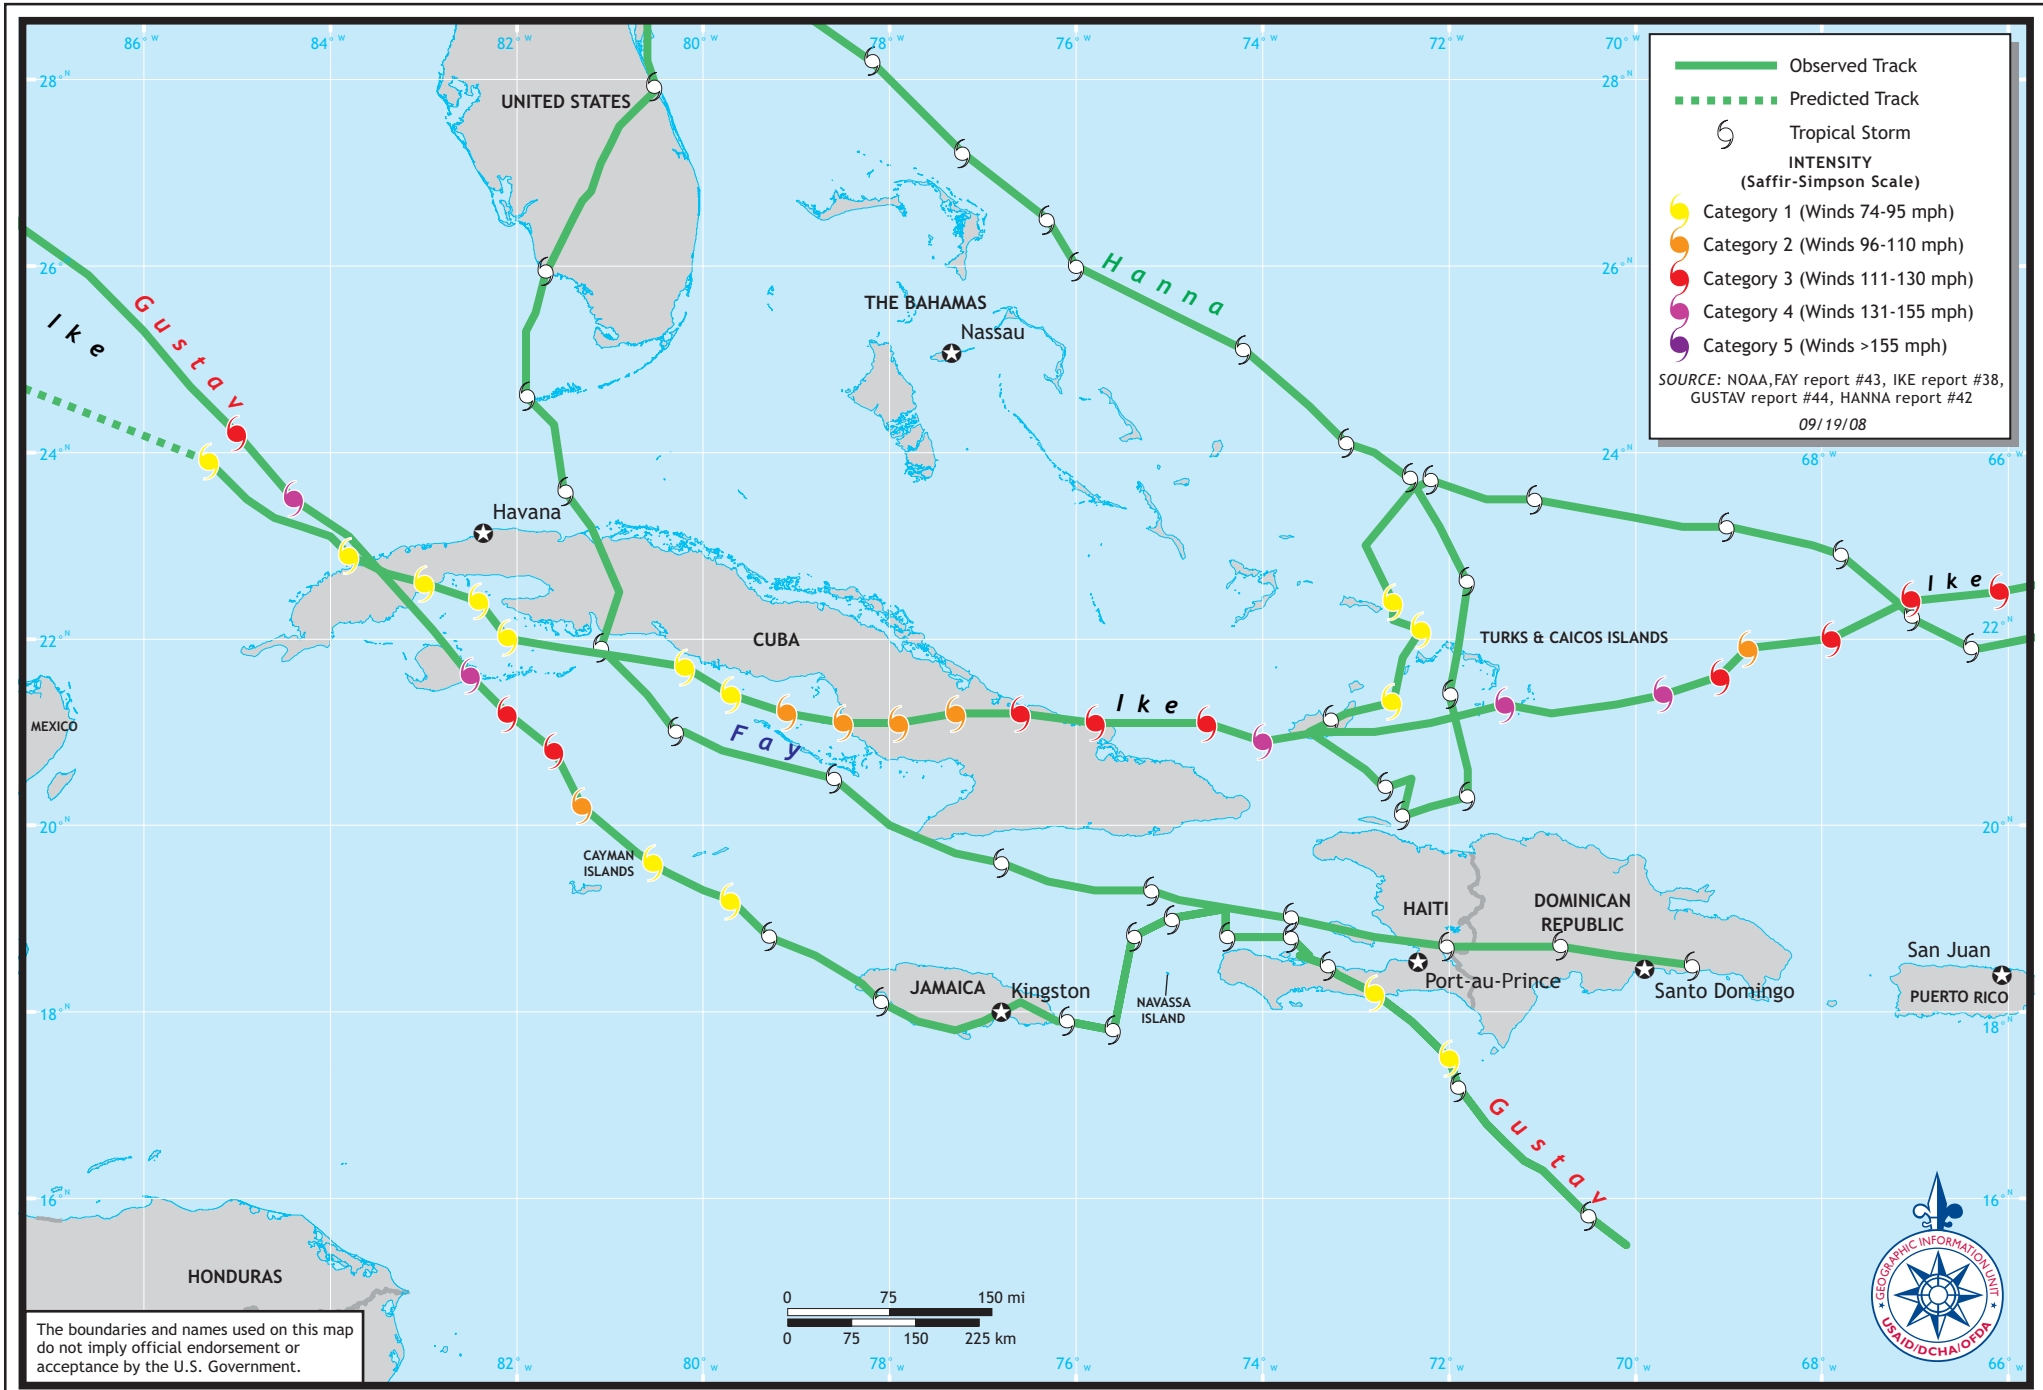 86°W 84°W 82°W 80°W 78°W 76°W 74°W 72°W 70°W
28°N 28°N
26°N 26°N
24°N 24°N
68°W 66°W
22°N 22°N
20°N 20°N
18°N 18°N
16°N 16°N
82°W 80°W 78°W 76°W 74°W 72°W 70°W 68°W 66°W
Observed Track
Predicted Track
Tropical Storm
INTENSITY
(Saffir-Simpson Scale)
Category 1 (Winds 74-95 mph)
Category 2 (Winds 96-110 mph)
Category 3 (Winds 111-130 mph)
Category 4 (Winds 131-155 mph)
Category 5 (Winds >155 mph)
SOURCE: NOAA,FAY report #43, IKE report #38,
GUSTAV report #44, HANNA report #42
09/19/08
UNITED STATES
Hanna
THE BAHAMAS
Nassau
Gustav
Ike
Havana
CUBA
TURKS & CAICOS ISLANDS
Ike
Ike
Fay
MEXICO
CAYMAN
ISLANDS
HAITI
DOMINICAN
REPUBLIC
San Juan
PUERTO RICO
Port-au-Prince
Santo Domingo
JAMAICA
Kingston
NAVASSA
ISLAND
Gustav
HONDURAS
0 75 150 mi
0 75 150 225 km
The boundaries and names used on this map
do not imply official endorsement or
acceptance by the U.S. Government.
GEOGRAPHIC INFORMATION UNIT
USAID/DCHA/OFDA